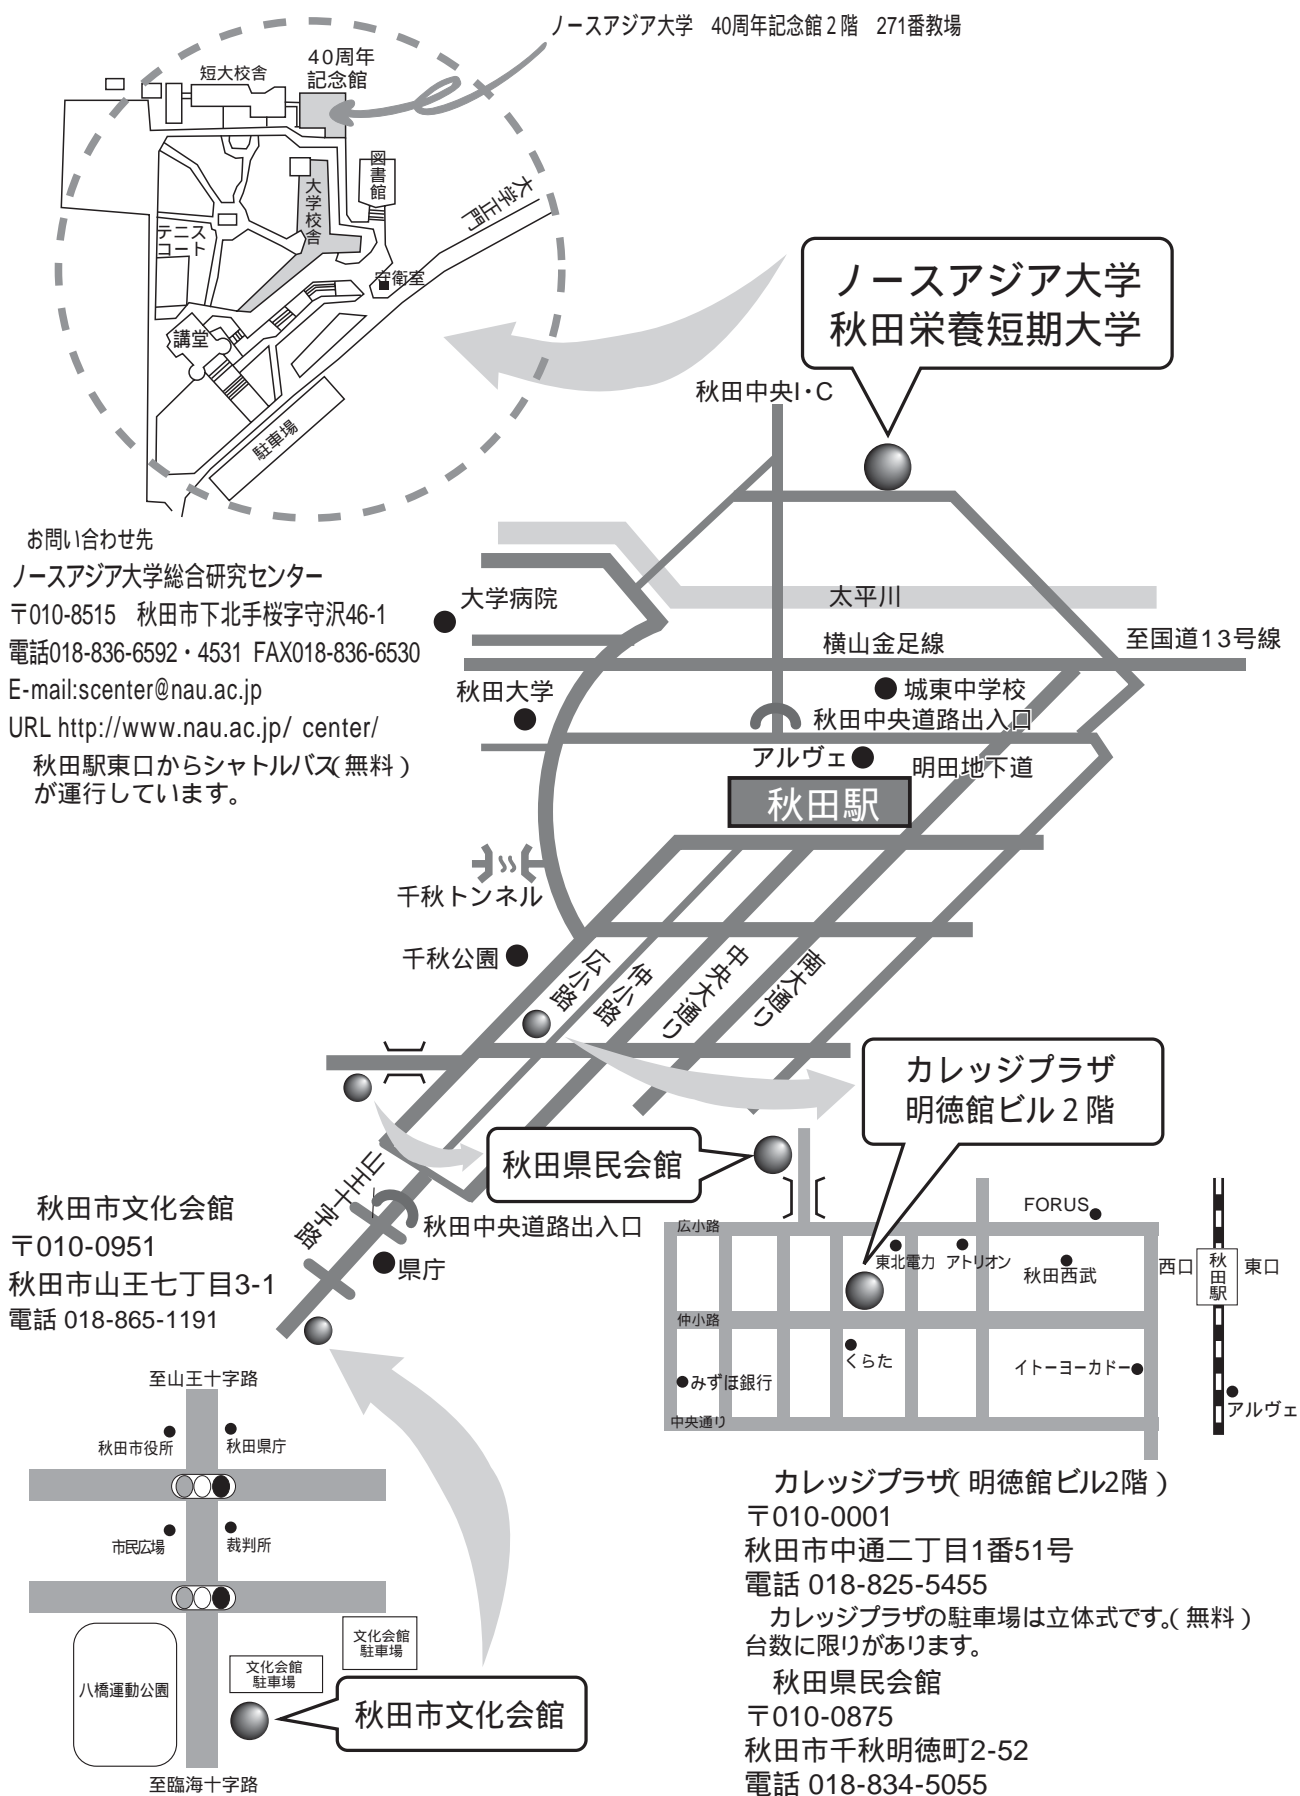 ノースアジア大学　40周年記念館２階　271番教場
40周年
記念館
短大校舎
図書館
大学校舎
大学正門
テニス
コート
守衛室
講堂
駐車場
ノースアジア大学
秋田栄養短期大学
秋田中央I・C
お問い合わせ先
ノースアジア大学総合研究センター
〒010-8515　秋田市下北手桜字守沢46-1
電話018-836-6592・4531 FAX018-836-6530
E-mail:scenter@nau.ac.jp
URL http://www.nau.ac.jp/ center/
秋田駅東口からシャトルバス(無料)
が運行しています。
大学病院
太平川
横山金足線
至国道13号線
秋田大学
城東中学校
秋田中央道路出入口
アルヴェ
明田地下道
秋田駅
千秋トンネル
千秋公園
広小路
仲小路
中央大通り
南大通り
カレッジプラザ
明徳館ビル２階
秋田県民会館
山王十字路
秋田中央道路出入口
県庁
秋田市文化会館
〒010-0951
秋田市山王七丁目3-1
電話 018-865-1191
FORUS
広小路
東北電力
アトリオン
秋田西武
西口
秋田駅
東口
仲小路
くらた
イトーヨーカドー
みずほ銀行
中央通り
アルヴェ
至山王十字路
秋田市役所
秋田県庁
市民広場
裁判所
文化会館
駐車場
文化会館
駐車場
八橋運動公園
秋田市文化会館
至臨海十字路
カレッジプラザ(明徳館ビル2階)
〒010-0001
秋田市中通二丁目1番51号
電話 018-825-5455
カレッジプラザの駐車場は立体式です。(無料)
台数に限りがあります。
秋田県民会館
〒010-0875
秋田市千秋明徳町2-52
電話 018-834-5055